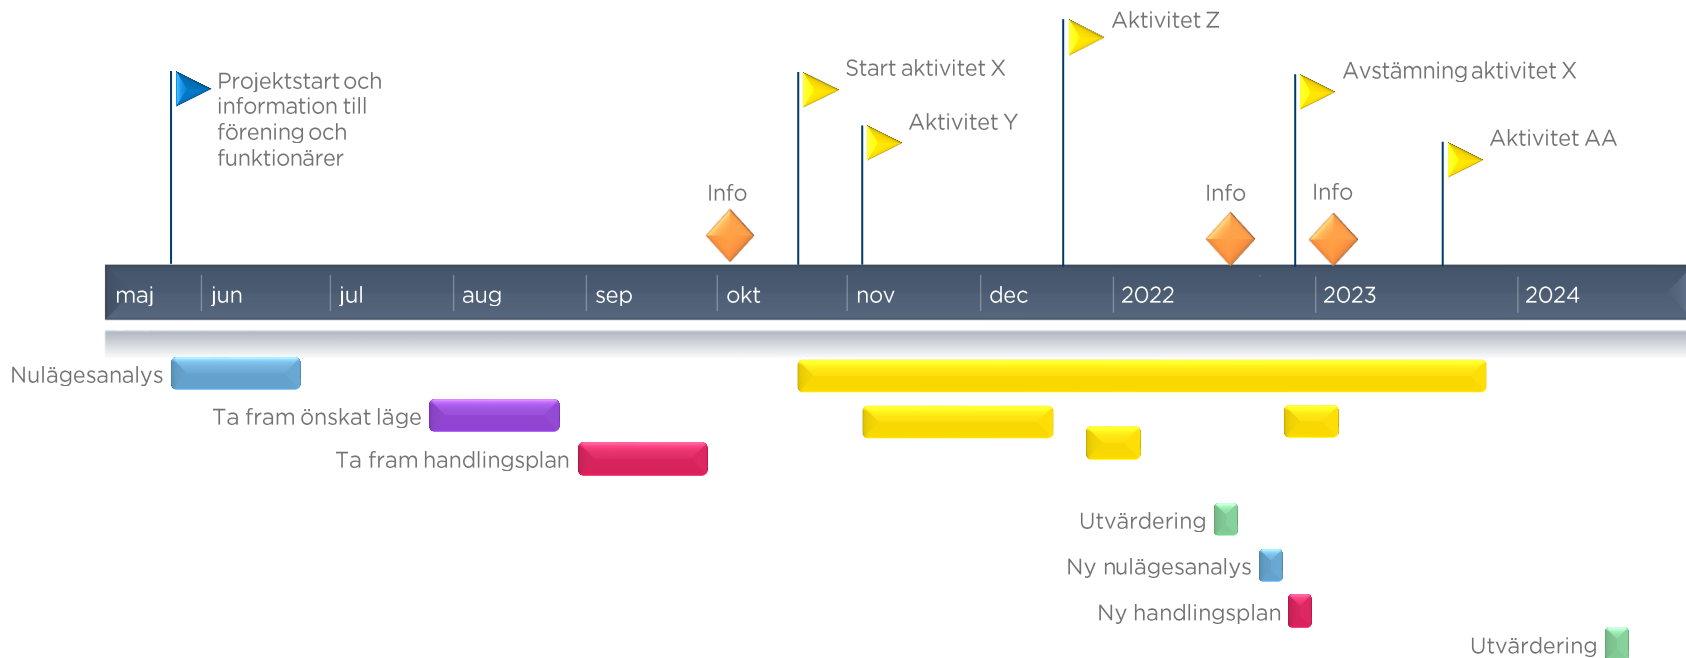 Aktivitet Z
Start aktivitet X
Avstämning aktivitet X
Projektstart och
information till
förening och
funktionärer
Aktivitet Y
Aktivitet AA
Info
Info
Info
maj
jun
jul
aug
sep
okt
nov
dec
2022
2023
2024
Nulägesanalys
Ta fram önskat läge
Ta fram handlingsplan
Utvärdering
Ny nulägesanalys
Ny handlingsplan
Utvärdering